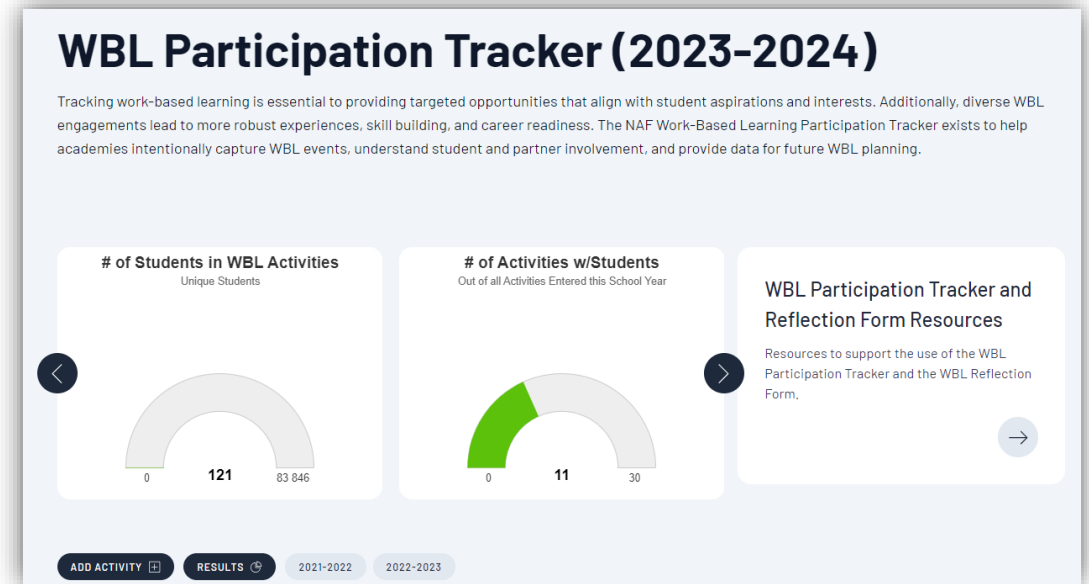 WBL Participation Tracker (2023-2024)
Tracking work-based learning is essential to providing targeted opportunities that align with student aspirations and interests. Additionally, diverse WBL
engagements lead to more robust experiences, skill building, and career readiness. The NAF Work-Based Learning Participation Tracker exists to help
academies intentionally capture WBL events, understand student and partner involvement, and provide data for future WBL planning.
# of Students in WBL Activities
Unique Students
0
121
83 846
# of Activities w/Students
Out of all Activities Entered this School Year
0
11
30
WBL Participation Tracker and
Reflection Form Resources
Resources to support the use of the WBL
Participation Tracker and the WBL Reflection
Form.
ADD ACTIVITY
RESULTS
2021-2022
2022-2023